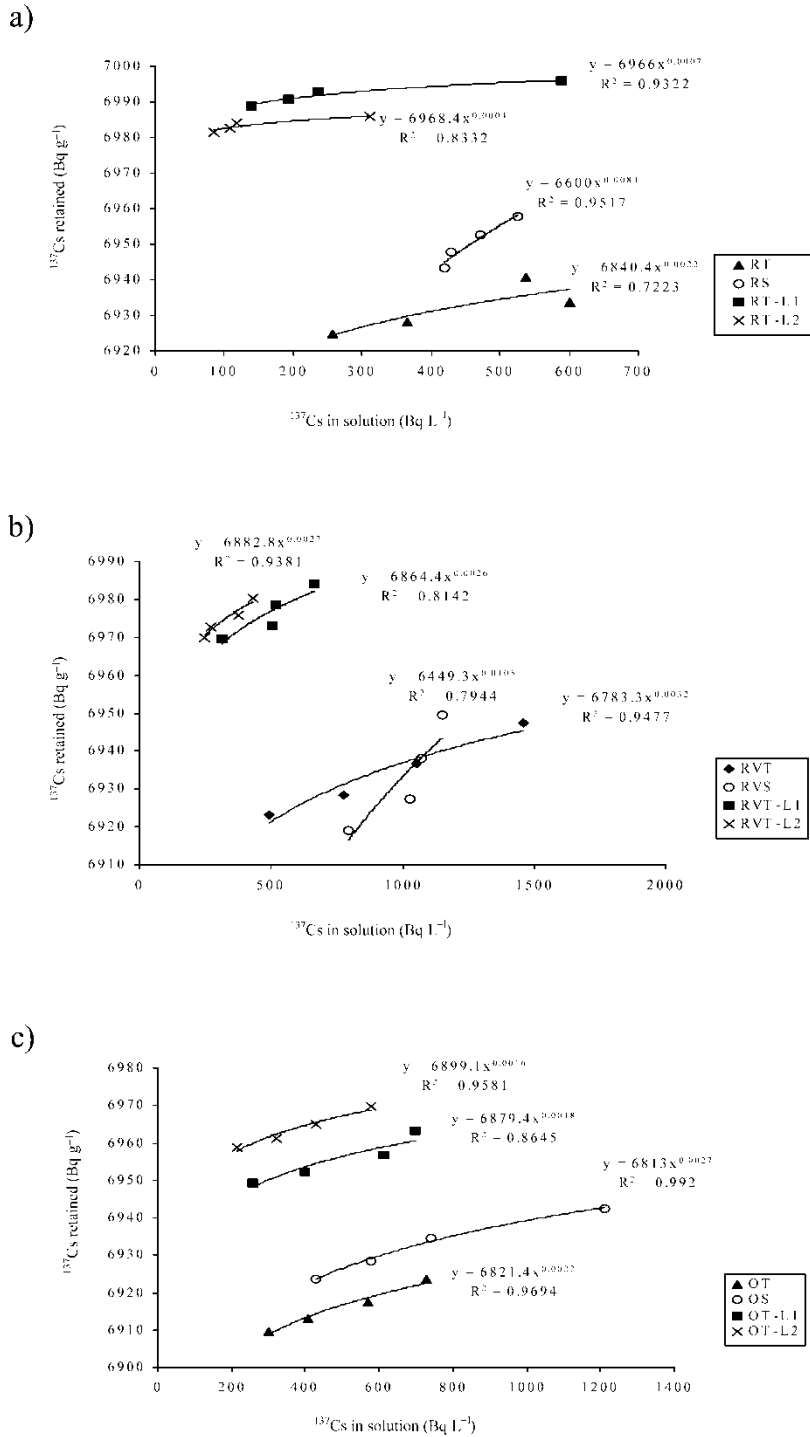 a)
7000
6990
6980
6970
6960
6950
6940
6930
6920
¹³⁷Cs retained (Bq g⁻¹)
y = 6966x^0.0007
R² = 0.9322
y = 6968.4x
R² 0.8332
y = 6600x
R² = 0.9517
y 6840.4x^0.0022
R² = 0.7223
RT
RS
RT-L1
RT-L2
0 100 200 300 400 500 600 700
¹³⁷Cs in solution (Bq L⁻¹)
b)
6990
6980
6970
6960
6950
6940
6930
6920
6910
¹³⁷Cs retained (Bq g⁻¹)
y 6882.8x^0.0027
R² = 0.9381
y 6864.4x^0.0026
R² 0.8142
y 6449.3x
R² 0.7944
y 6783.3x^0.0032
R² 0.9477
RVT
RVS
RVT-L1
RVT-L2
0 500 1000 1500 2000
¹³⁷Cs in solution (Bq L⁻¹)
c)
6980
6970
6960
6950
6940
6930
6920
6910
6900
¹³⁷Cs retained (Bq g⁻¹)
y 6899.1x
R² 0.9581
y 6879.4x^0.0018
R² 0.8645
y 6813x^0.0027
R² 0.992
y = 6821.4x^0.0022
R² 0.9694
OT
OS
OT-L1
OT-L2
0 200 400 600 800 1000 1200 1400
¹³⁷Cs in solution (Bq L⁻¹)